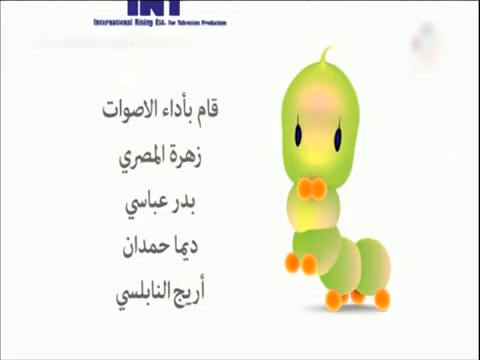 INT
International Rising Est. For Television Production
قام بأداء الاصوات
زهرة المصري
بدر عباسي
ديما حمدان
أريج النابلسي